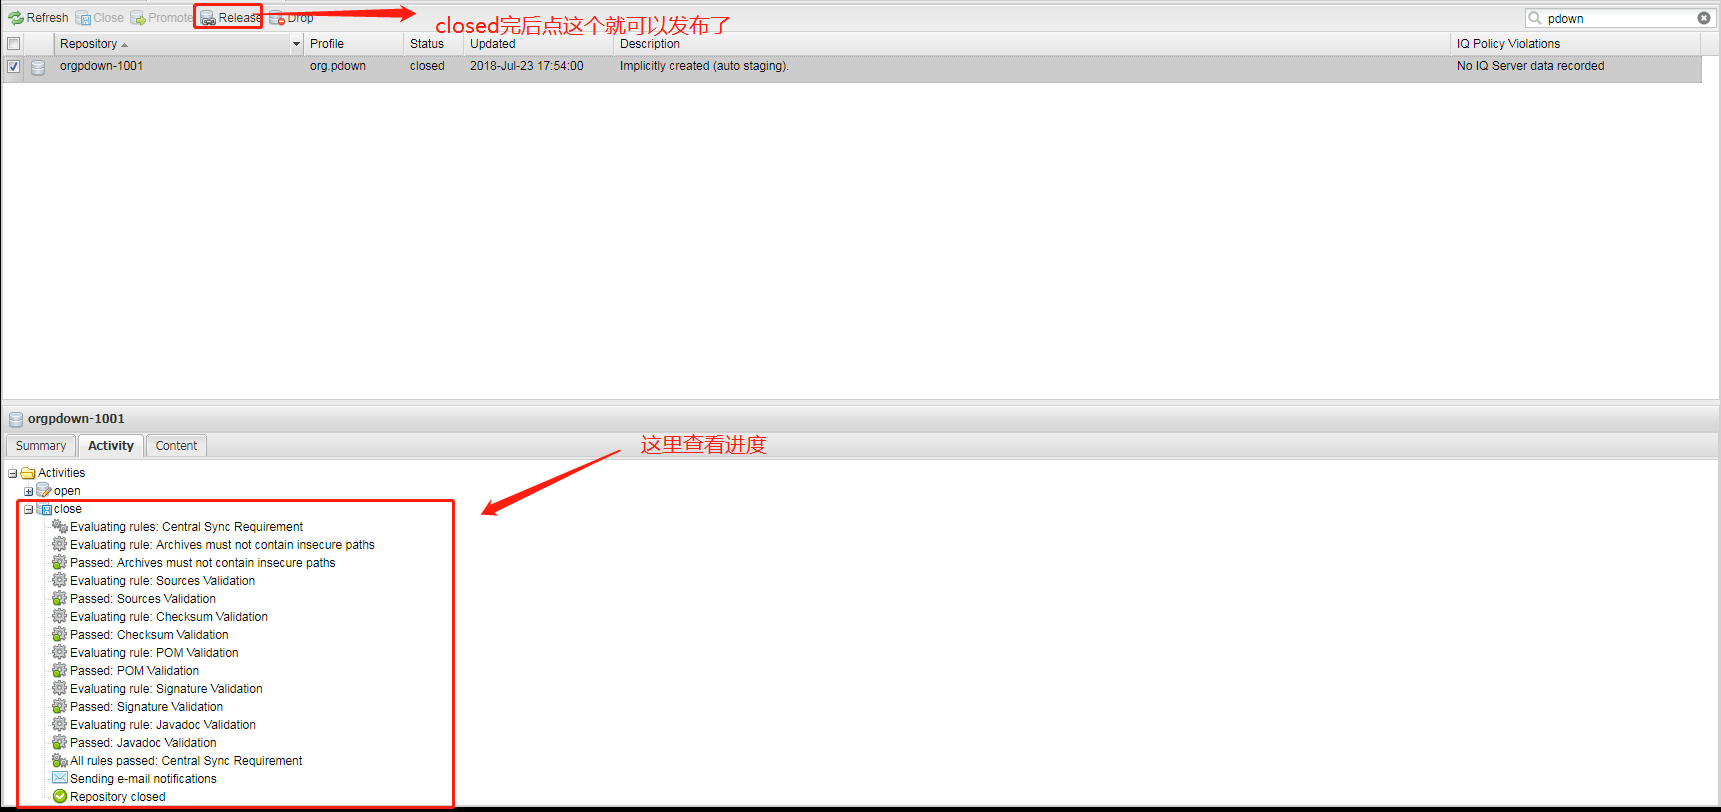 Refresh Close Promote Release Drop
closed完后点这个就可以发布了
pdown
Repository Profile Status Updated Description IQ Policy Violations
orgpdown-1001 org.pdown closed 2018-Jul-23 17:54:00 Implicitly created (auto staging). No IQ Server data recorded
orgpdown-1001
Summary Activity Content
这里查看进度
Activities
open
close
Evaluating rules: Central Sync Requirement
Evaluating rule: Archives must not contain insecure paths
Passed: Archives must not contain insecure paths
Evaluating rule: Sources Validation
Passed: Sources Validation
Evaluating rule: Checksum Validation
Passed: Checksum Validation
Evaluating rule: POM Validation
Passed: POM Validation
Evaluating rule: Signature Validation
Passed: Signature Validation
Evaluating rule: Javadoc Validation
Passed: Javadoc Validation
All rules passed: Central Sync Requirement
Sending e-mail notifications
Repository closed